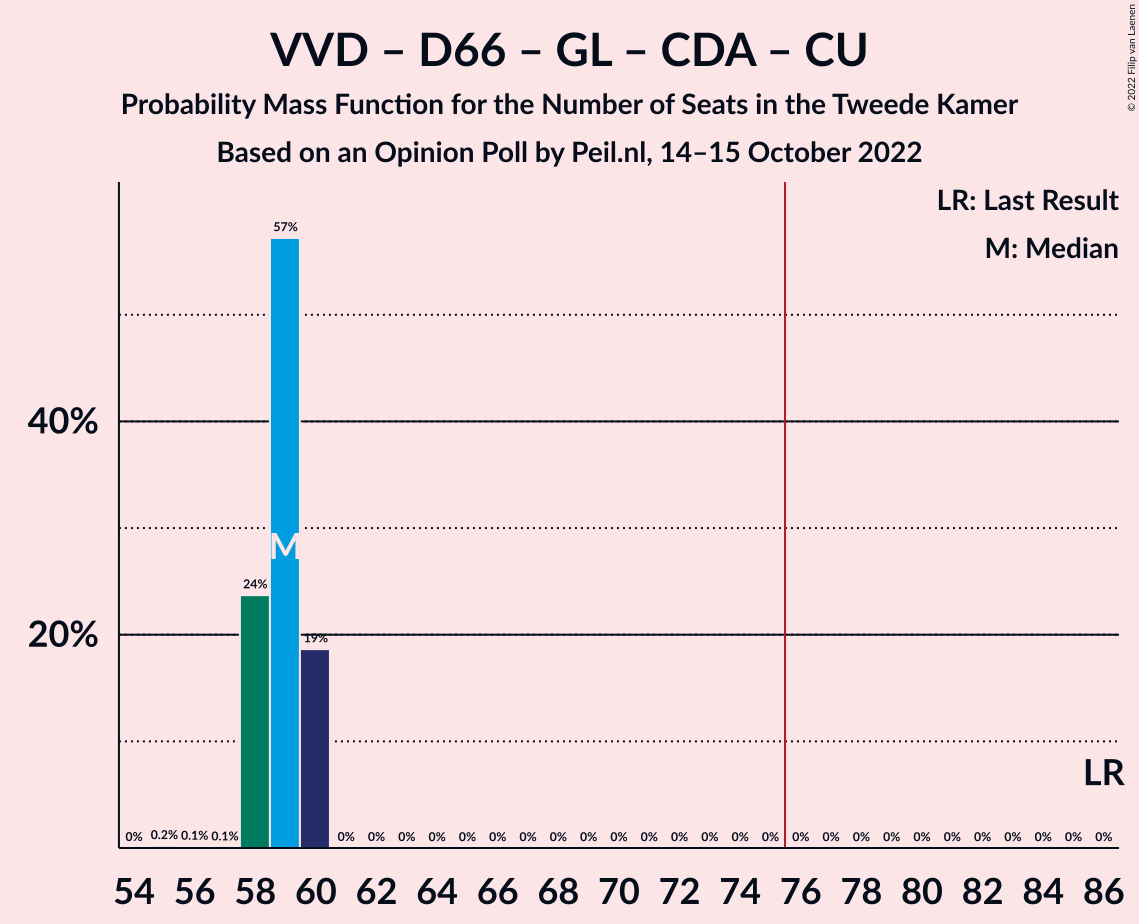 VVD – D66 – GL – CDA – CU
Probability Mass Function for the Number of Seats in the Tweede Kamer
Based on an Opinion Poll by Peil.nl, 14–15 October 2022
© 2022 Filip van Laenen
LR: Last Result
M: Median
57%
40%
M
24%
20%
19%
LR
0% 0.2% 0.1% 0.1% 0% 0% 0% 0% 0% 0% 0% 0% 0% 0% 0% 0% 0% 0% 0% 0% 0% 0% 0% 0% 0% 0% 0% 0% 0% 0%
54 56 58 60 62 64 66 68 70 72 74 76 78 80 82 84 86